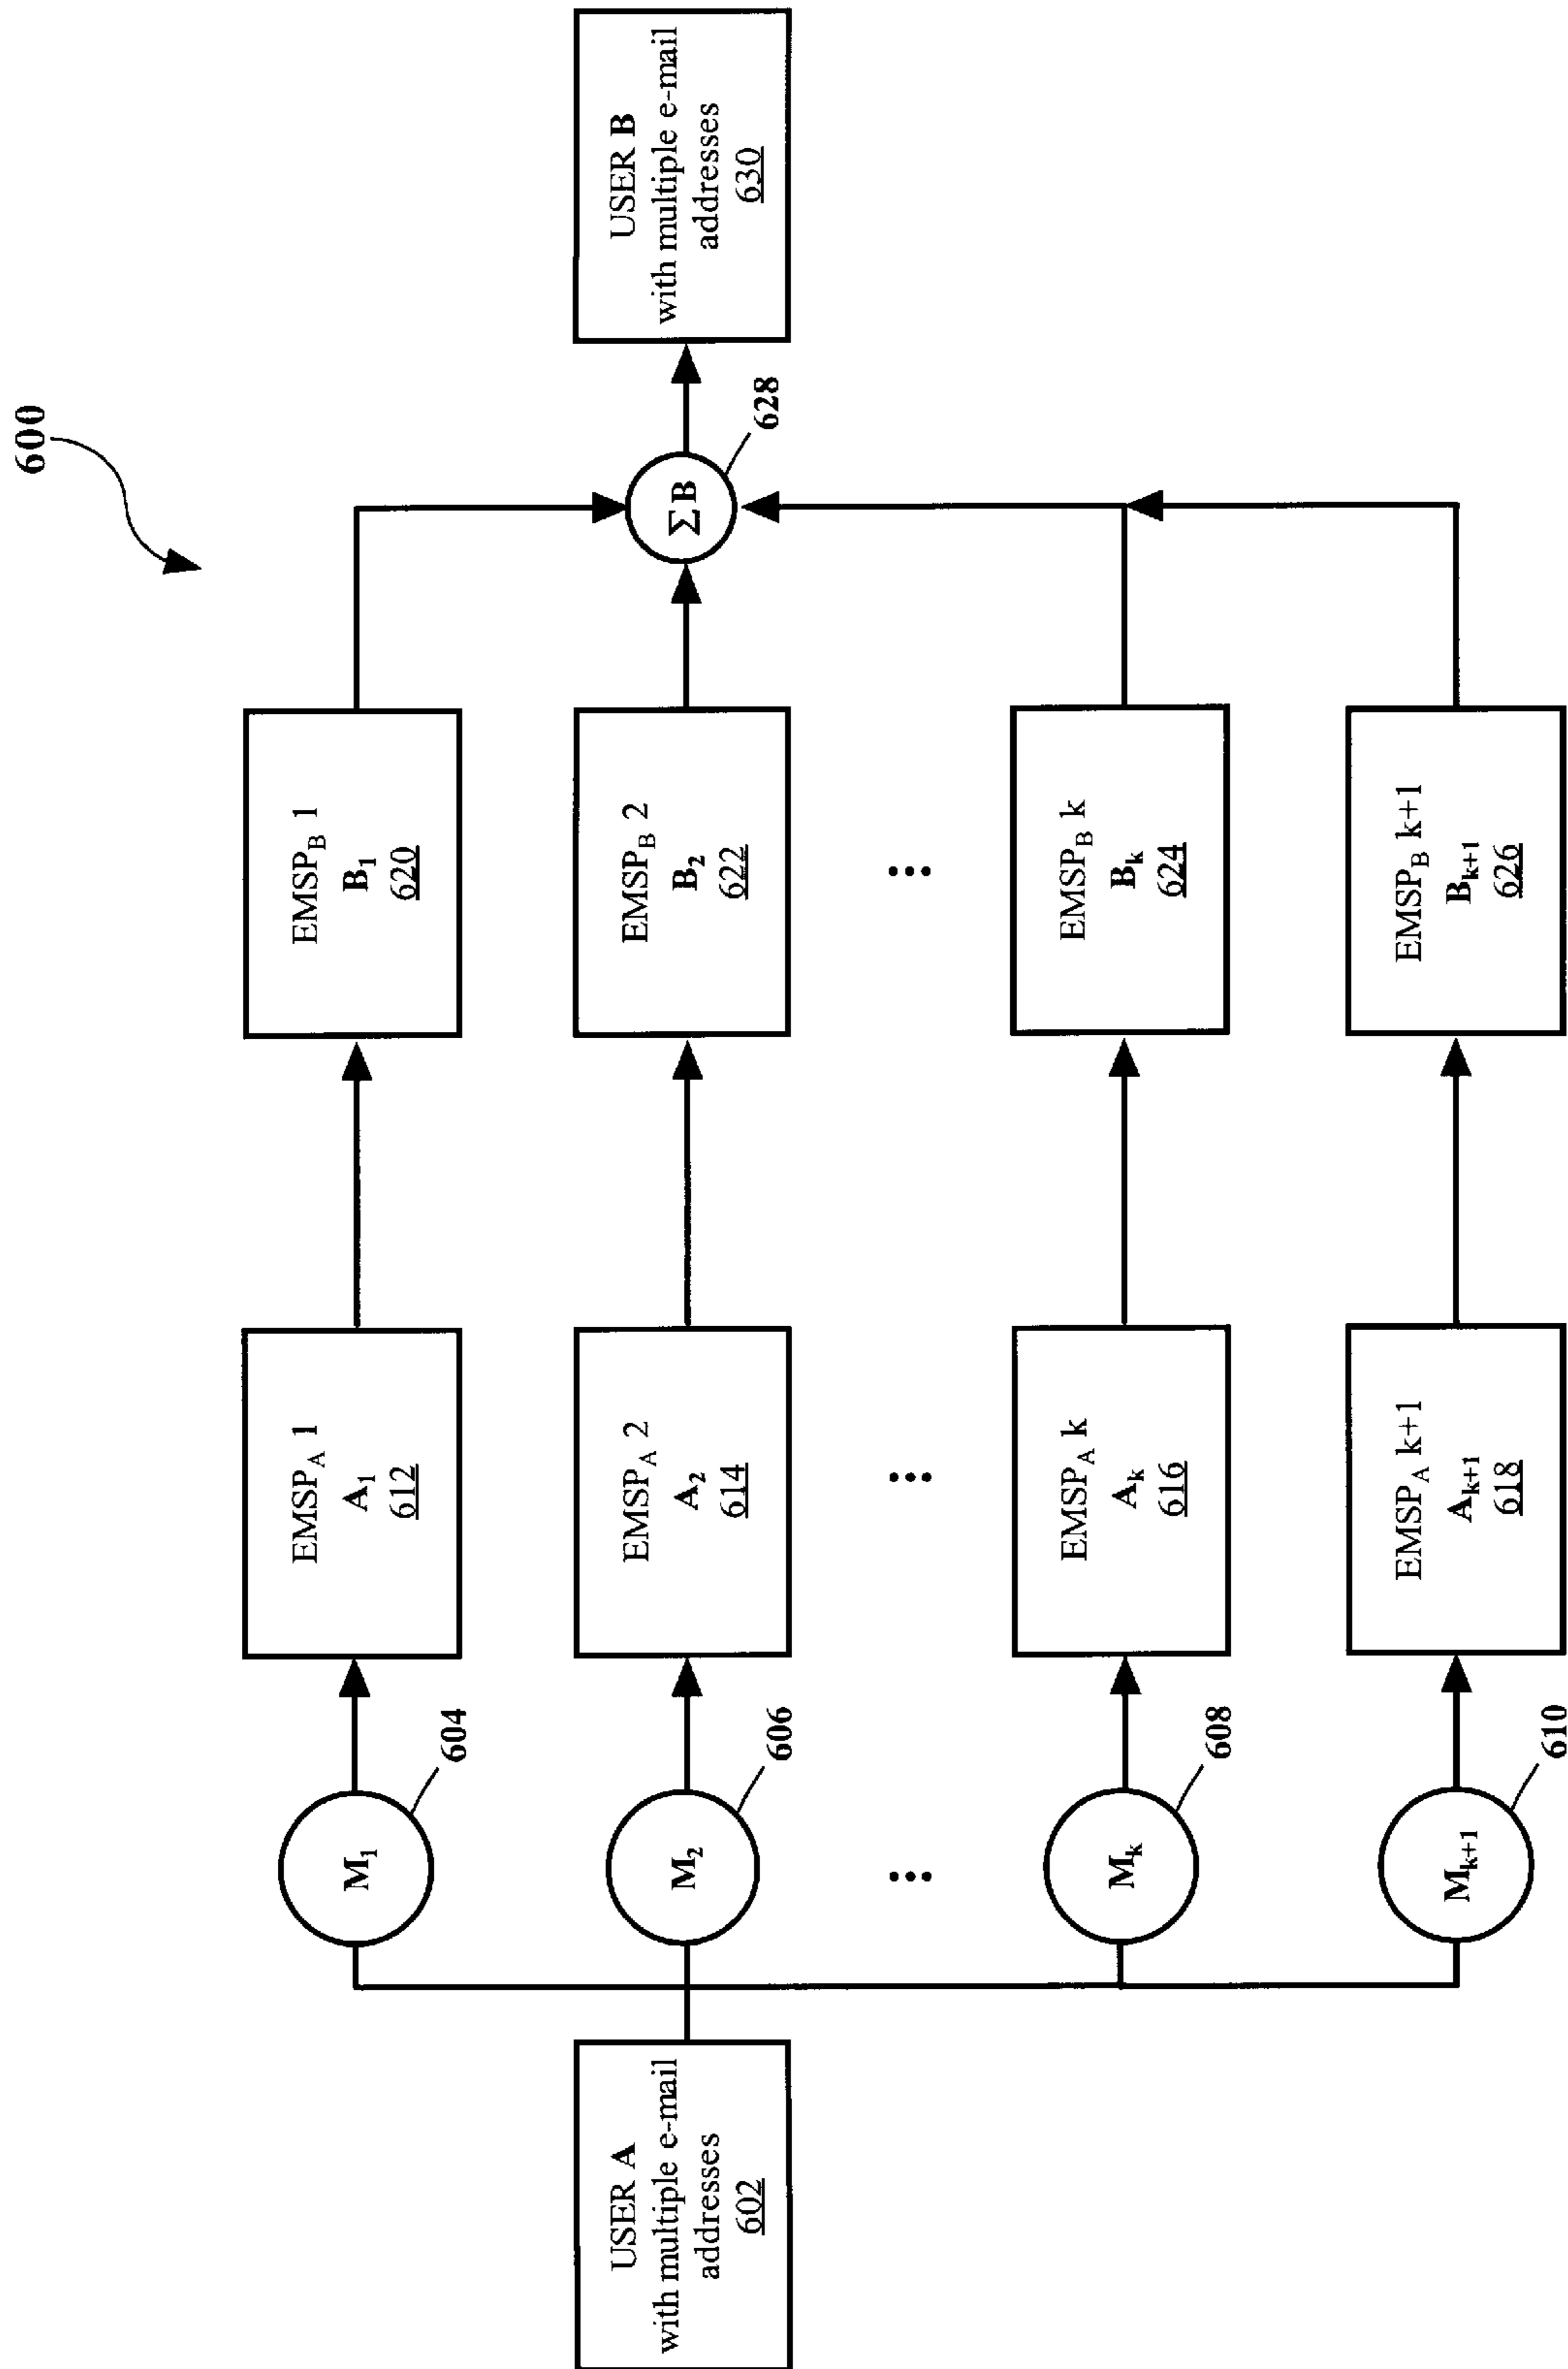 600
USER A
with multiple e-mail
addresses
602
M1
604
M2
606
⋮
Mk
608
Mk+1
610
EMSPA 1
A1
612
EMSPA 2
A2
614
⋮
EMSPA k
Ak
616
EMSPA k+1
Ak+1
618
EMSPB 1
B1
620
EMSPB 2
B2
622
⋮
EMSPB k
Bk
624
EMSPB k+1
Bk+1
626
ΣB
628
USER B
with multiple e-mail
addresses
630